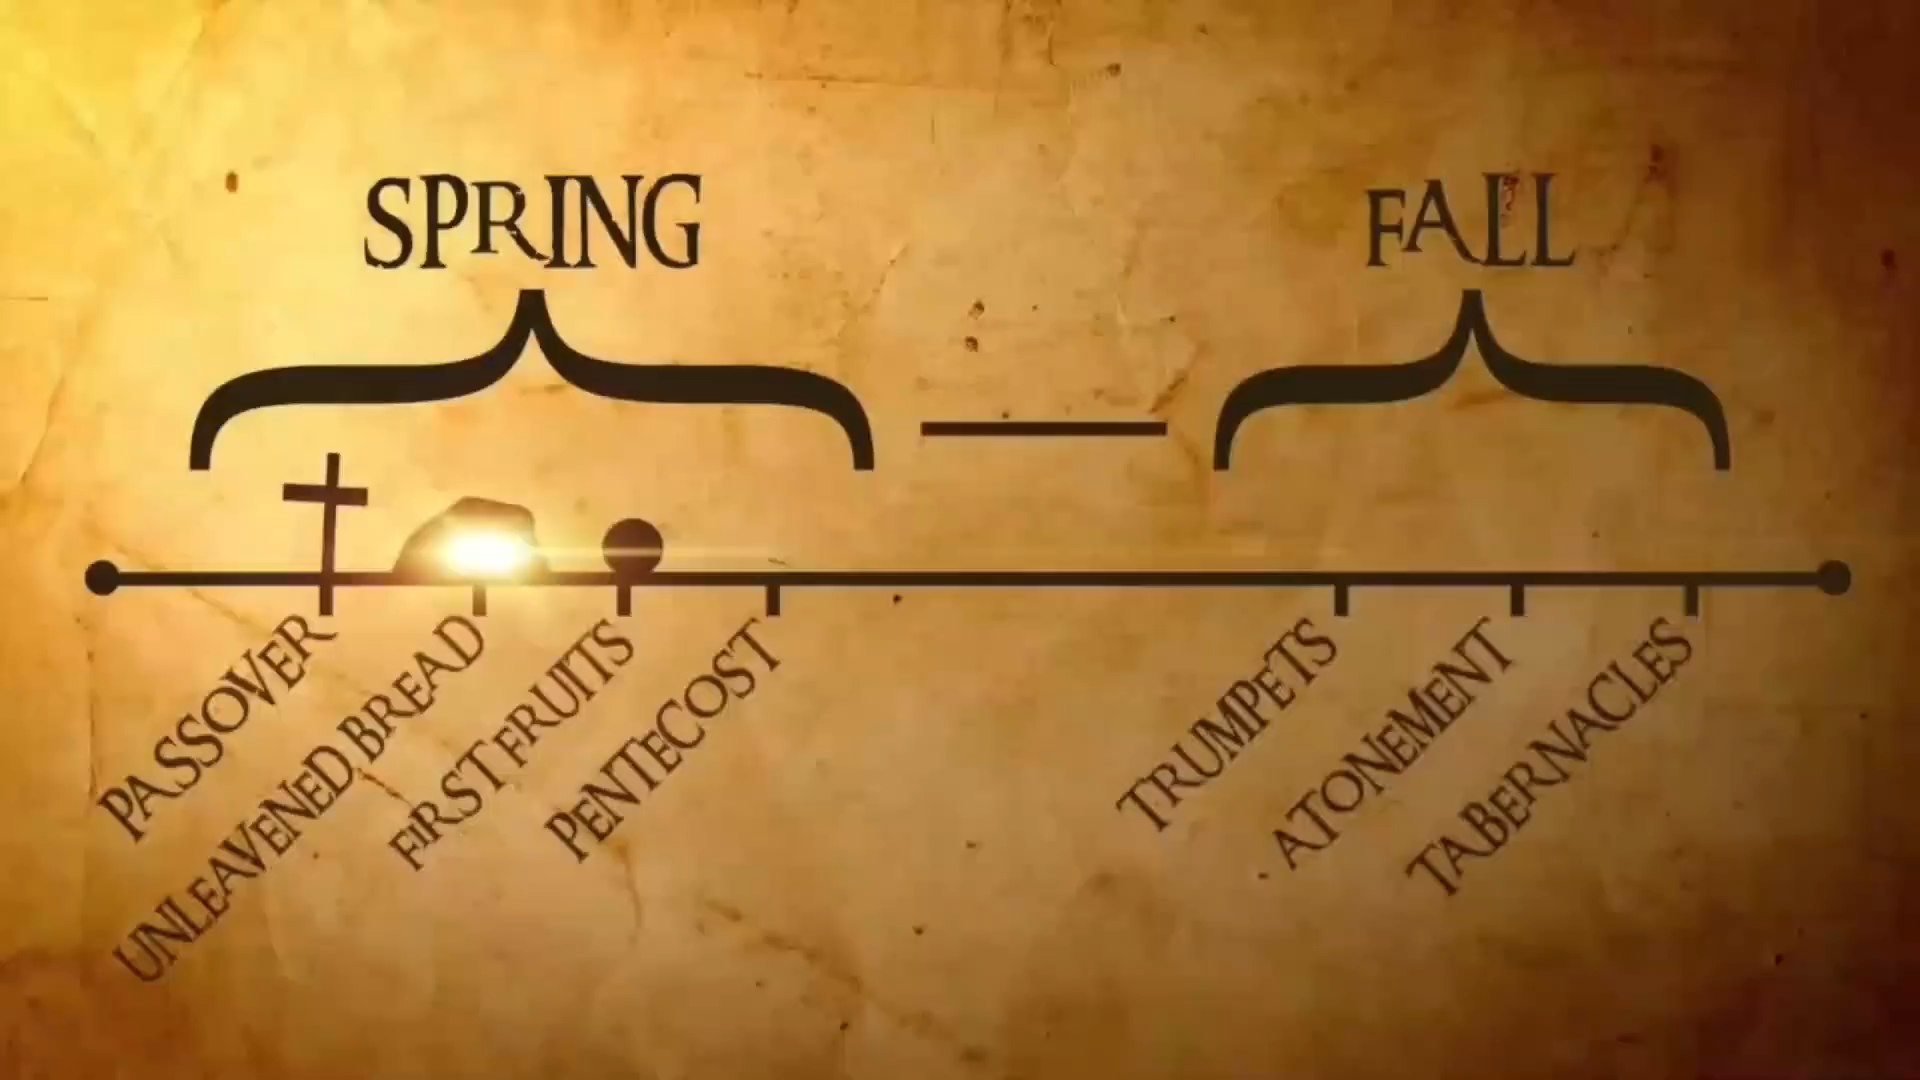 SPRING
FALL
PASSOVER
UNLEAVENED BREAD
FIRST FRUITS
PENTECOST
TRUMPETS
ATONEMENT
TABERNACLES